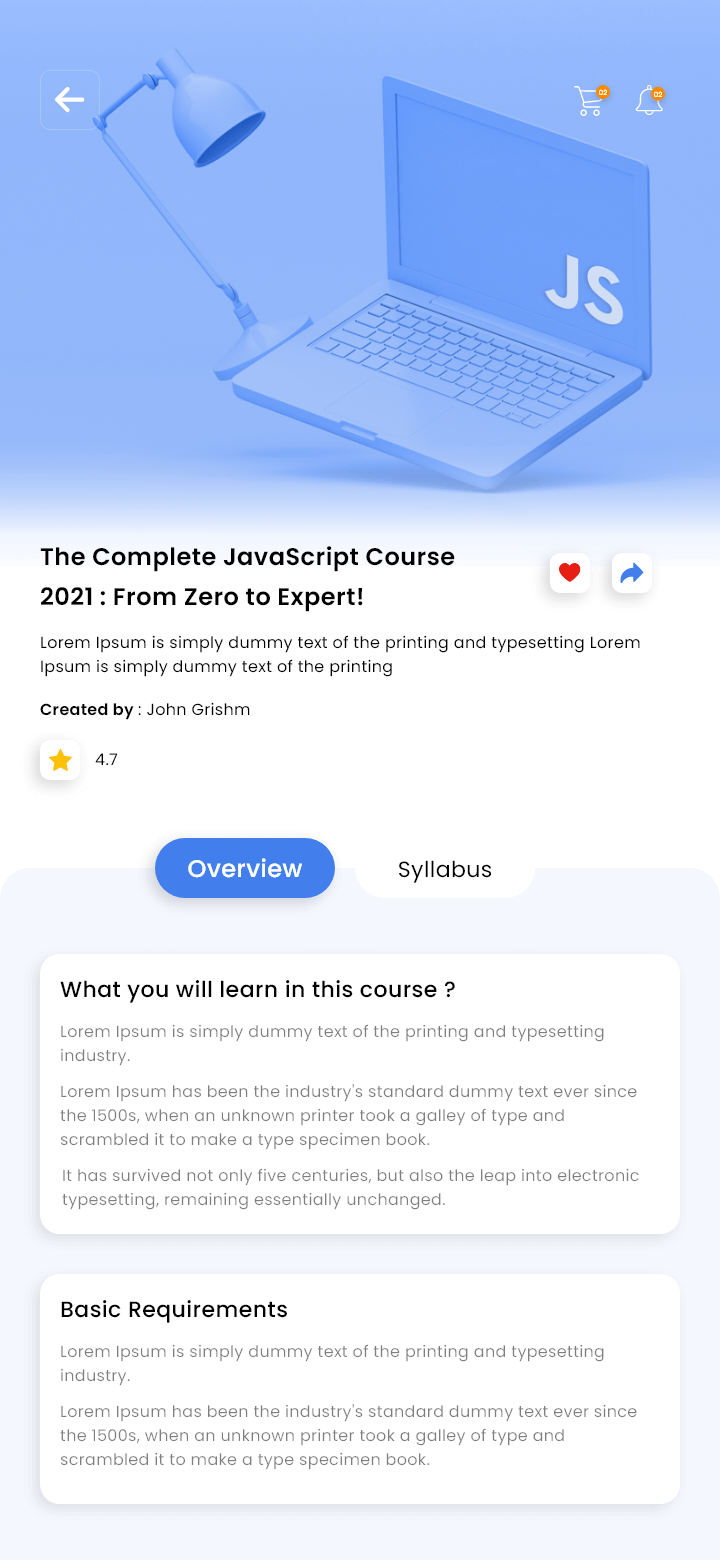 02
02
JS
The Complete JavaScript Course
2021 : From Zero to Expert!
Lorem Ipsum is simply dummy text of the printing and typesetting Lorem
Ipsum is simply dummy text of the printing
Created by : John Grishm
4.7
Overview
Syllabus
What you will learn in this course ?
Lorem Ipsum is simply dummy text of the printing and typesetting
industry.
Lorem Ipsum has been the industry's standard dummy text ever since
the 1500s, when an unknown printer took a galley of type and
scrambled it to make a type specimen book.
It has survived not only five centuries, but also the leap into electronic
typesetting, remaining essentially unchanged.
Basic Requirements
Lorem Ipsum is simply dummy text of the printing and typesetting
industry.
Lorem Ipsum has been the industry's standard dummy text ever since
the 1500s, when an unknown printer took a galley of type and
scrambled it to make a type specimen book.